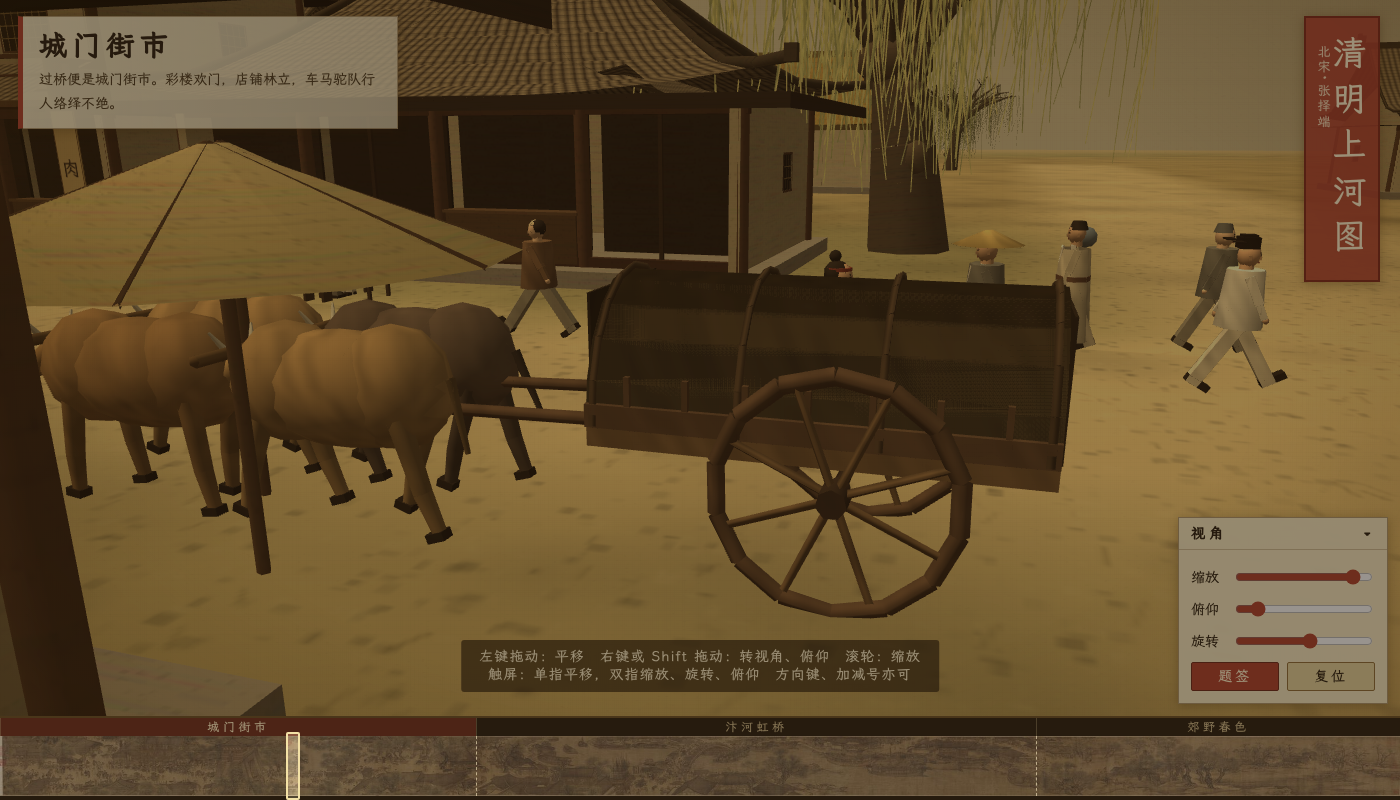 城门街市
过桥便是城门街市。彩楼欢门，店铺林立，车马驼队行
人络绎不绝。
肉
清明上河图
北宋·张择端
视角
缩放
俯仰
旋转
题签 复位
左键拖动：平移 右键或 Shift 拖动：转视角、俯仰 滚轮：缩放
触屏：单指平移，双指缩放、旋转、俯仰 方向键、加减号亦可
城门街市 汴河虹桥 郊野春色